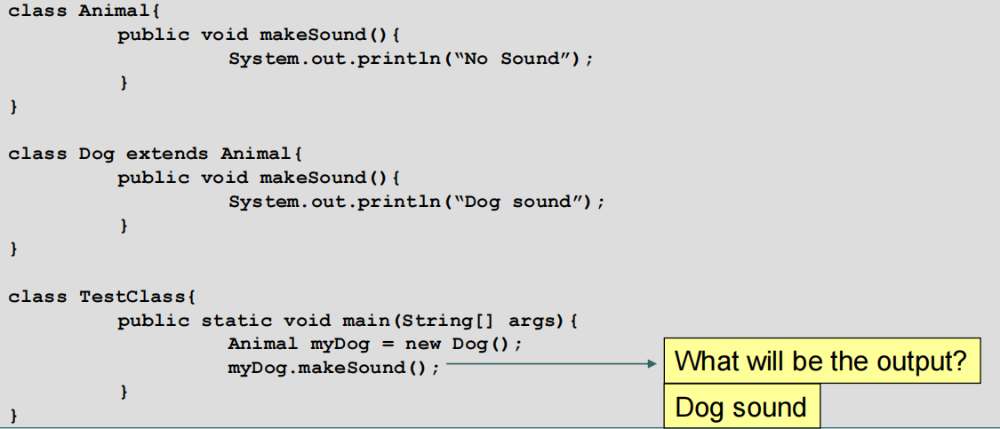 class Animal{
public void makeSound(){
System.out.println(“No Sound”);
}
}
class Dog extends Animal{
public void makeSound(){
System.out.println(“Dog sound”);
}
}
class TestClass{
public static void main(String[] args){
Animal myDog = new Dog();
myDog.makeSound();
What will be the output?
}
Dog sound
}